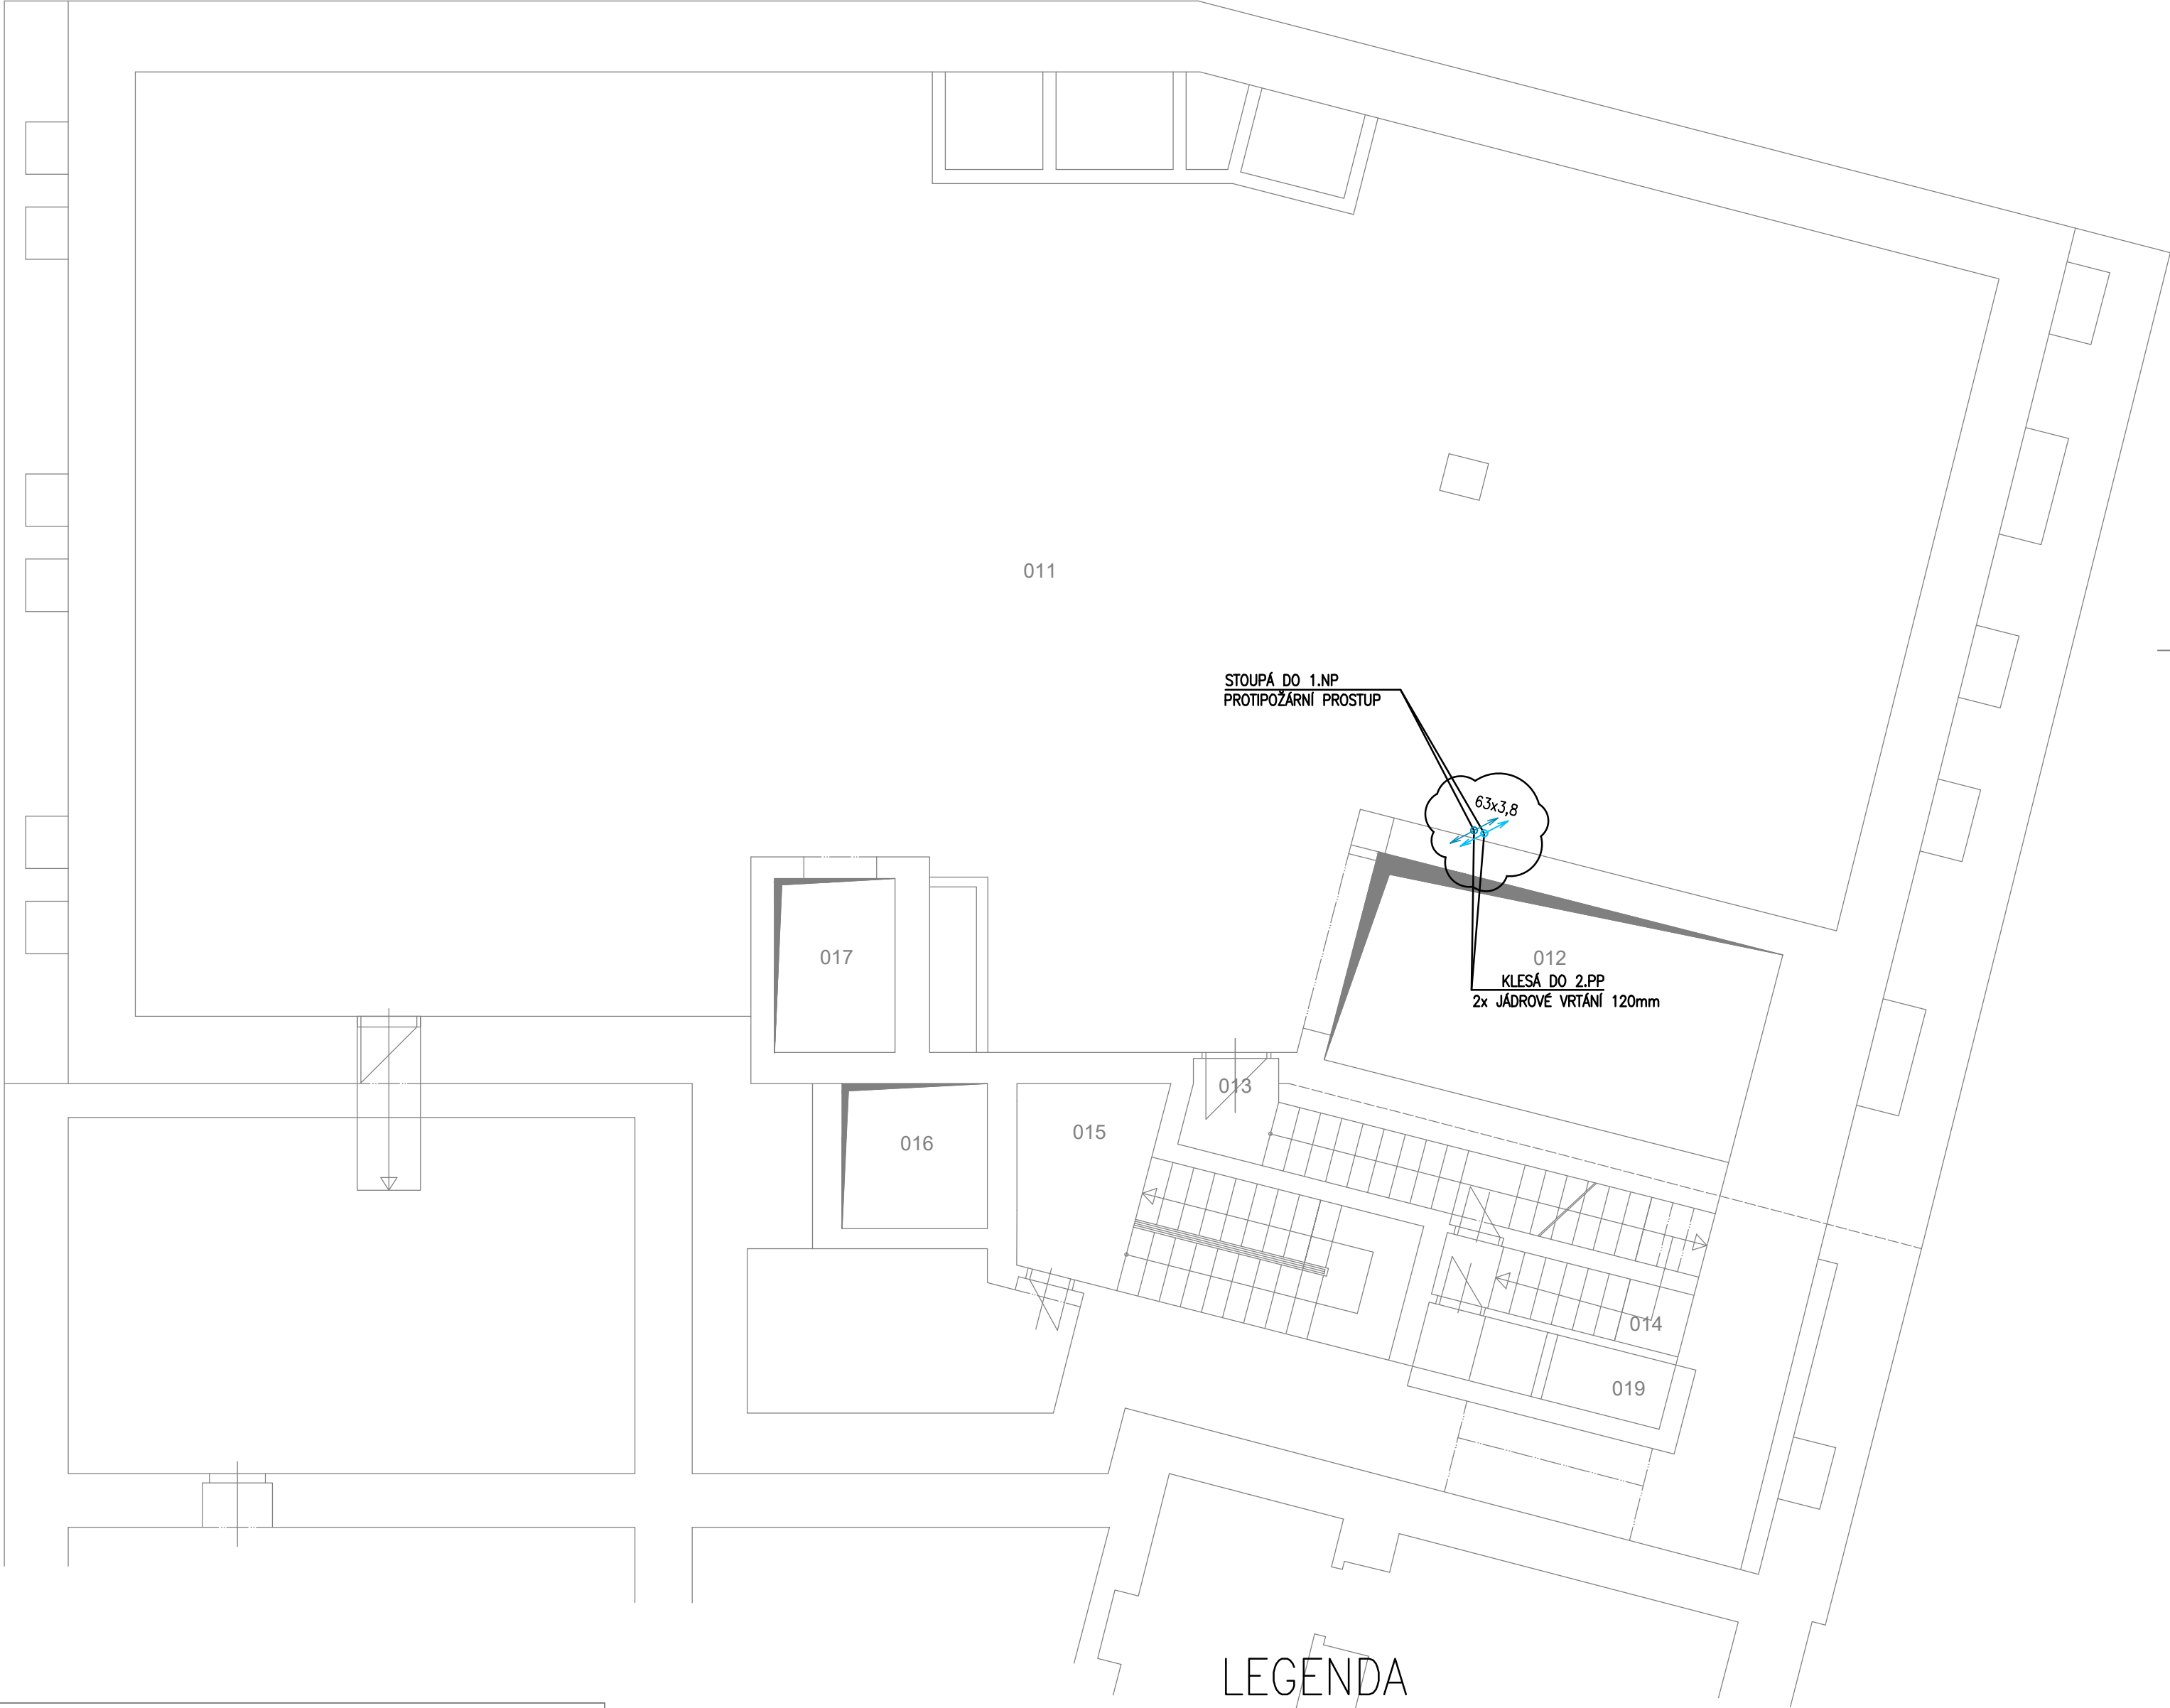 011
STOUPÁ DO 1.NP
PROTIPOŽÁRNÍ PROSTUP
63x3,8
017
012
KLESÁ DO 2.PP
2x JÁDROVÉ VRTÁNÍ 120mm
013
015
016
014
019
LEGENDA